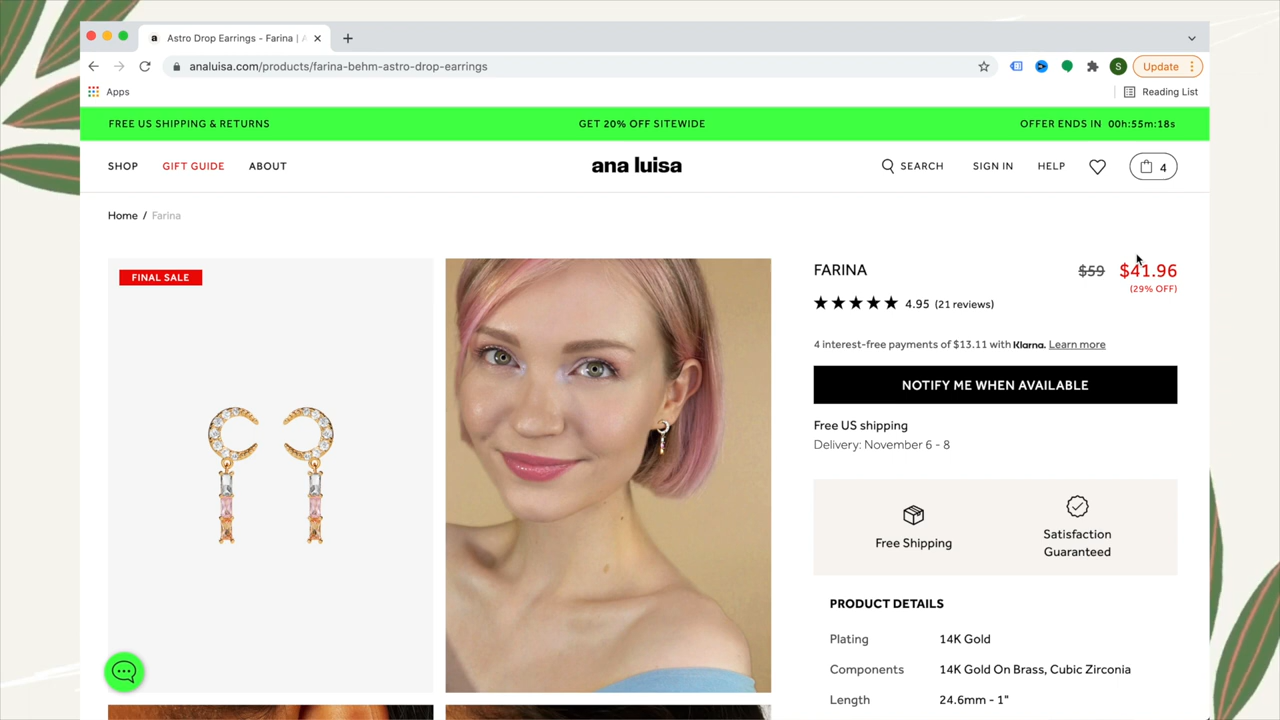 Astro Drop Earrings - Farina |
analuisa.com/products/farina-behm-astro-drop-earrings
S
Update
Apps
Reading List
FREE US SHIPPING & RETURNS
GET 20% OFF SITEWIDE
OFFER ENDS IN 00h:55m:18s
SHOP
GIFT GUIDE
ABOUT
ana luisa
SEARCH
SIGN IN
HELP
4
Home / Farina
FINAL SALE
FARINA
$59
$41.96
(29% OFF)
4.95 (21 reviews)
4 interest-free payments of $13.11 with Klarna. Learn more
NOTIFY ME WHEN AVAILABLE
Free US shipping
Delivery: November 6 - 8
Free Shipping
Satisfaction
Guaranteed
PRODUCT DETAILS
Plating 14K Gold
Components 14K Gold On Brass, Cubic Zirconia
Length 24.6mm - 1"